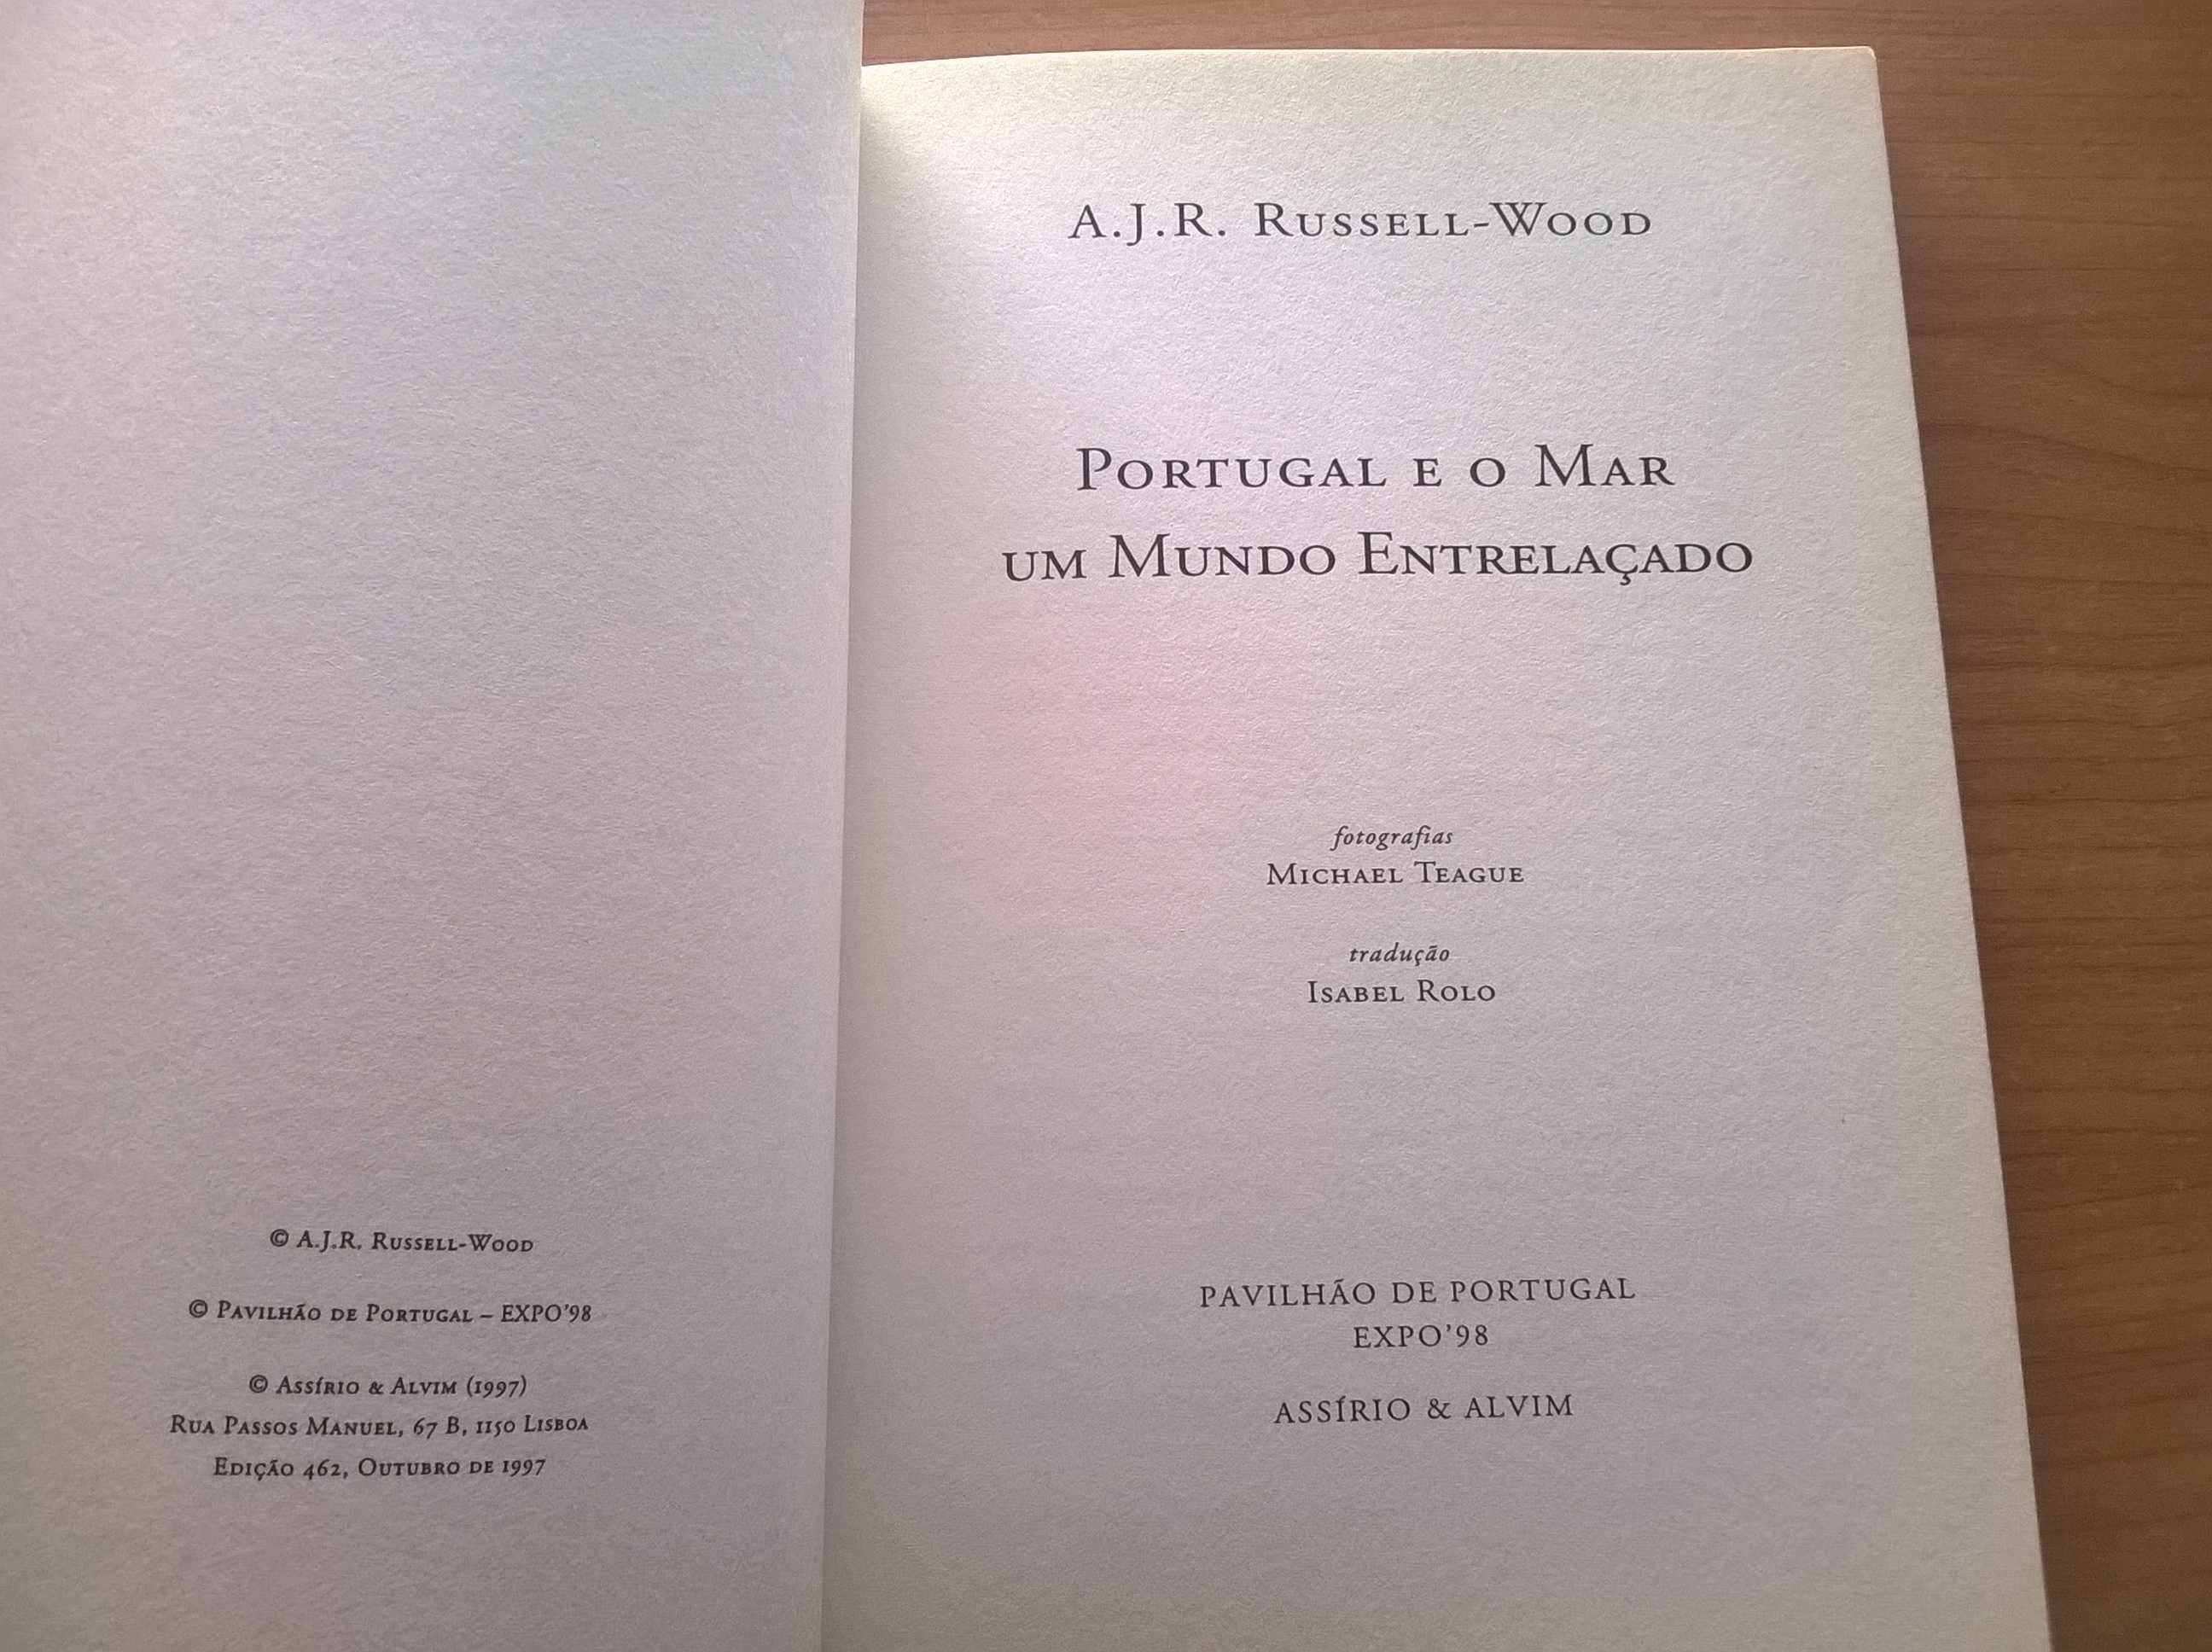 © A.J.R. Russell-Wood
© Pavilhão de Portugal – EXPO'98
© Assírio & Alvim (1997)
Rua Passos Manuel, 67 B, 1150 Lisboa
Edição 462, Outubro de 1997
A.J.R. Russell-Wood
Portugal e o Mar
um Mundo Entrelaçado
fotografias
Michael Teague
tradução
Isabel Rolo
PAVILHÃO DE PORTUGAL
EXPO'98
ASSÍRIO & ALVIM